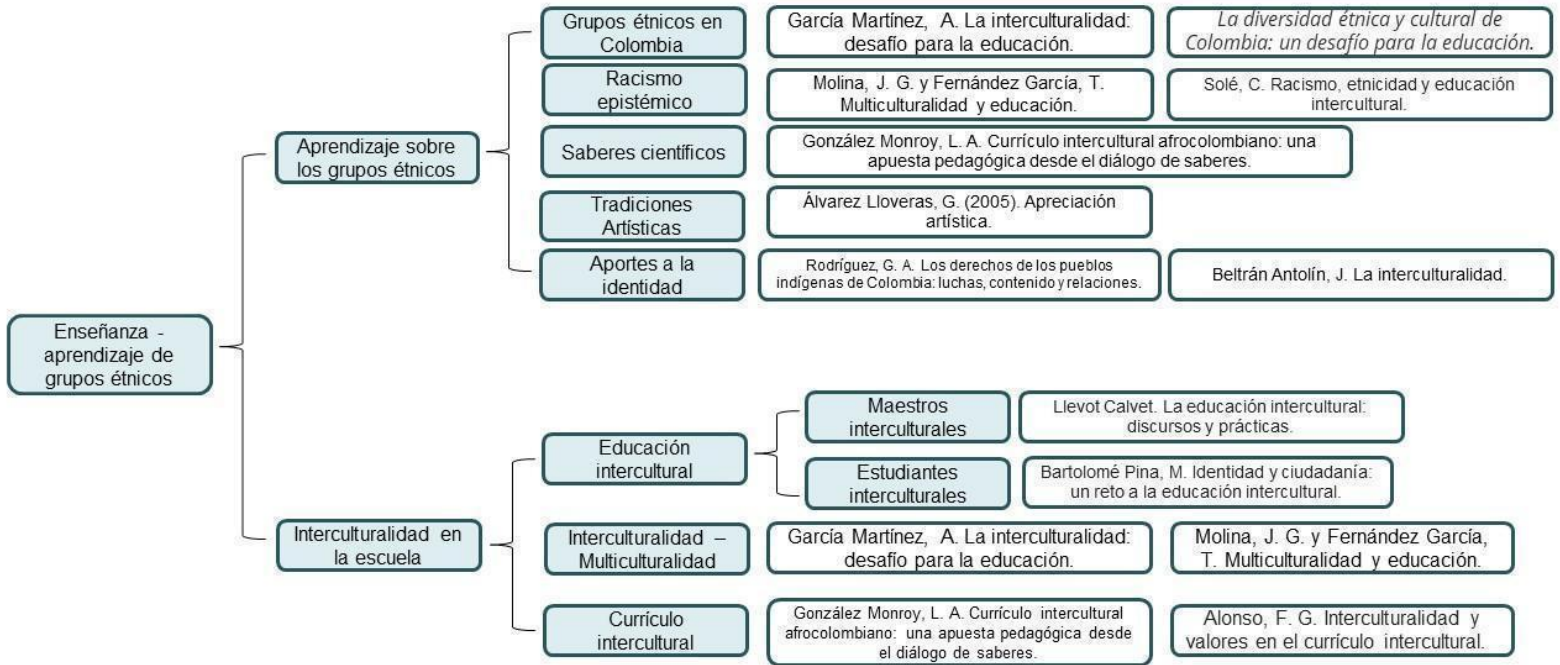 Grupos étnicos en
Colombia
García Martínez, A. La interculturalidad:
desafío para la educación.
La diversidad étnica y cultural de
Colombia: un desafío para la educación.
Racismo
epistémico
Molina, J. G. y Fernández García, T.
Multiculturalidad y educación.
Solé, C. Racismo, etnicidad y educación
intercultural.
Aprendizaje sobre
los grupos étnicos
Saberes científicos
González Monroy, L. A. Currículo intercultural afrocolombiano: una
apuesta pedagógica desde el diálogo de saberes.
Tradiciones
Artísticas
Álvarez Lloveras, G. (2005). Apreciación
artística.
Aportes a la
identidad
Rodríguez, G. A. Los derechos de los pueblos
indígenas de Colombia: luchas, contenido y relaciones.
Beltrán Antolín, J. La interculturalidad.
Enseñanza -
aprendizaje de
grupos étnicos
Maestros
interculturales
Llevot Calvet. La educación intercultural:
discursos y prácticas.
Educación
intercultural
Estudiantes
interculturales
Bartolomé Pina, M. Identidad y ciudadanía:
un reto a la educación intercultural.
Interculturalidad en
la escuela
Interculturalidad –
Multiculturalidad
García Martínez, A. La interculturalidad:
desafío para la educación.
Molina, J. G. y Fernández García,
T. Multiculturalidad y educación.
Currículo
intercultural
González Monroy, L. A. Currículo intercultural
afrocolombiano: una apuesta pedagógica desde
el diálogo de saberes.
Alonso, F. G. Interculturalidad y
valores en el currículo intercultural.